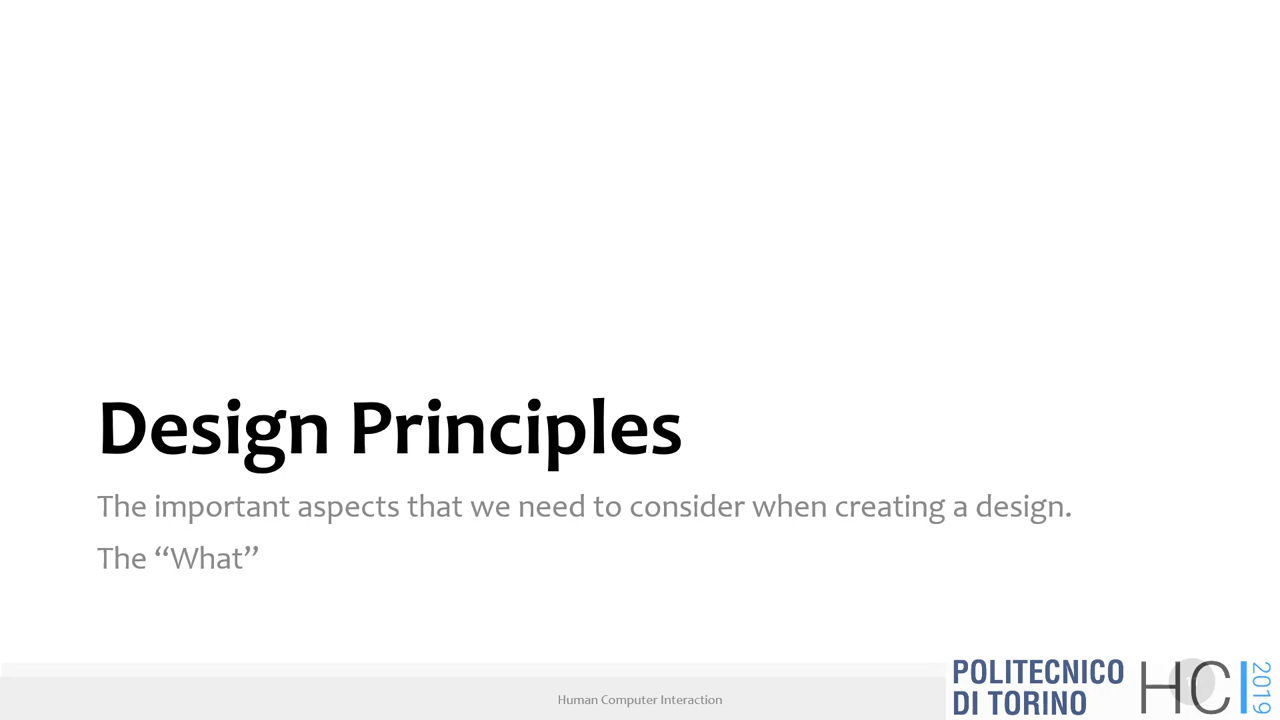 Design Principles
The important aspects that we need to consider when creating a design.
The “What”
Human Computer Interaction
POLITECNICO
DI TORINO
HCI
2019